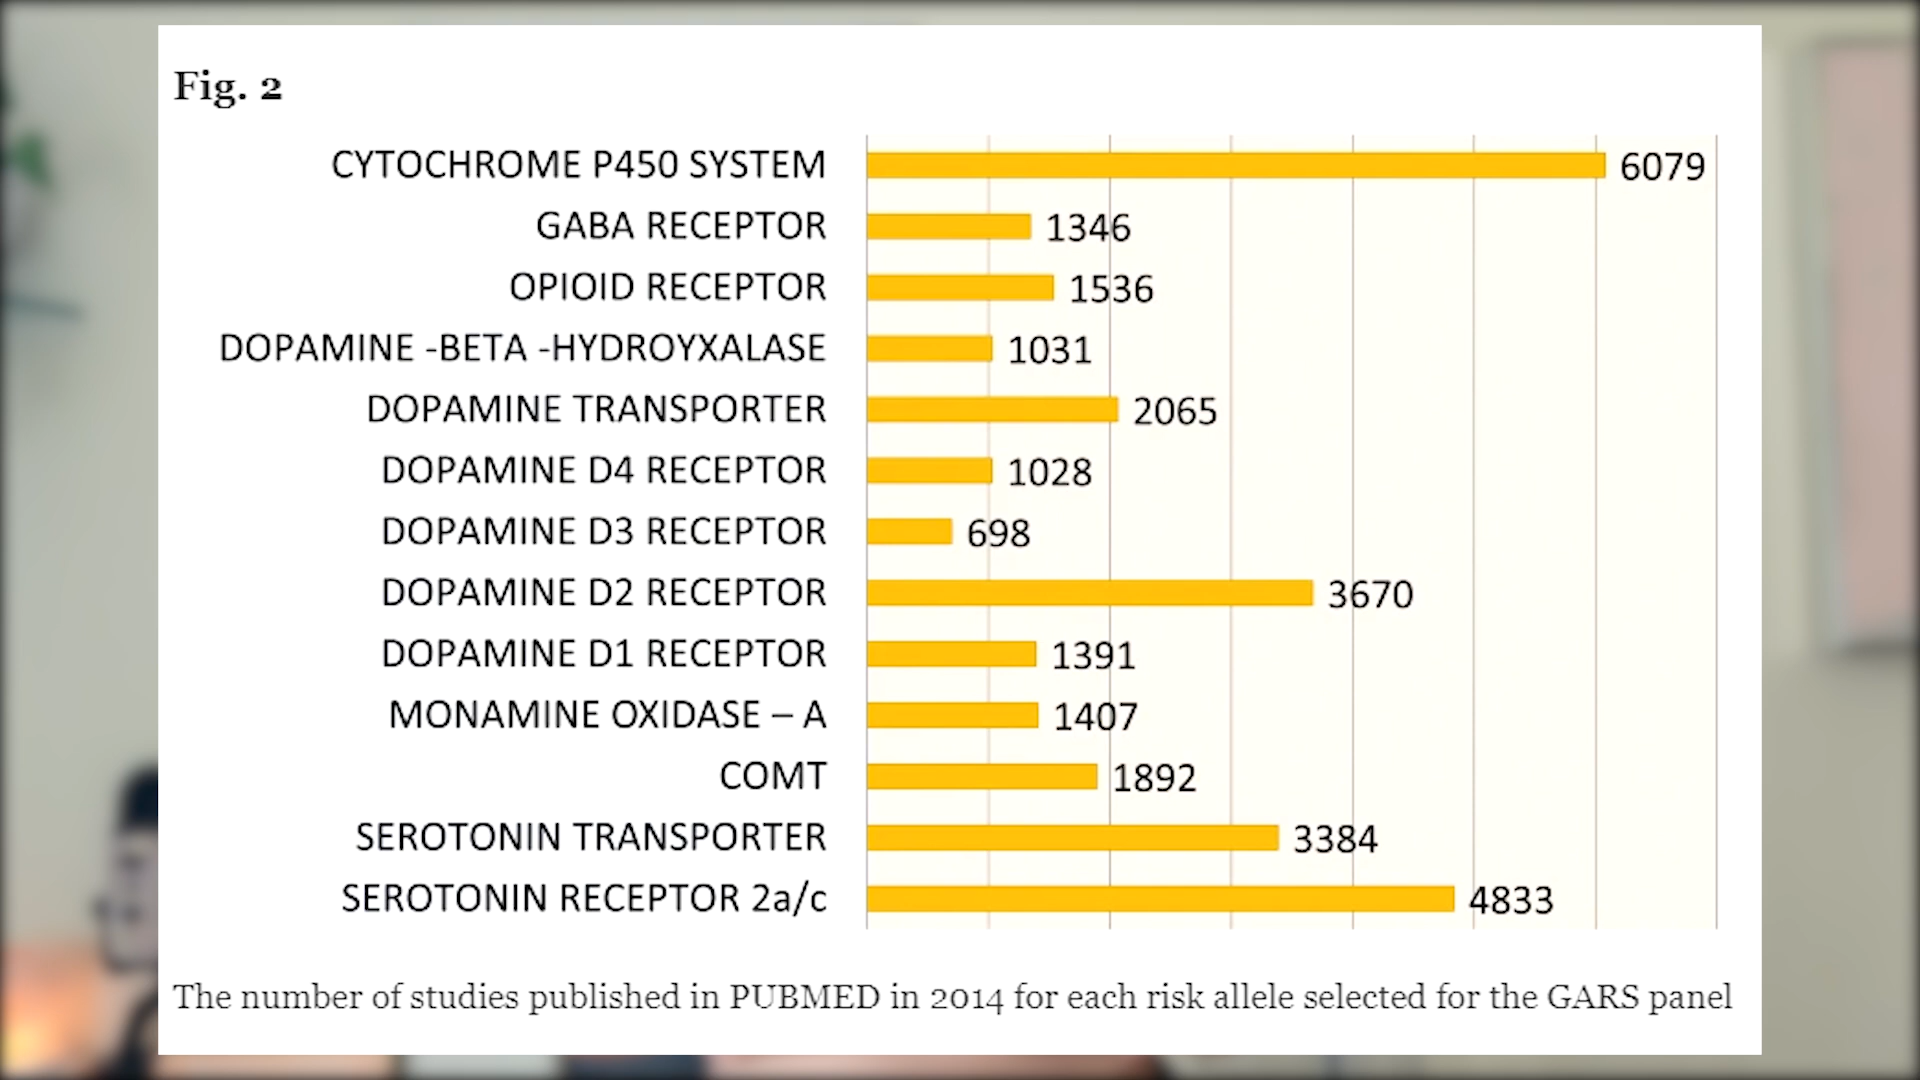 Fig. 2
CYTOCHROME P450 SYSTEM 6079
GABA RECEPTOR 1346
OPIOID RECEPTOR 1536
DOPAMINE -BETA -HYDROYXALASE 1031
DOPAMINE TRANSPORTER 2065
DOPAMINE D4 RECEPTOR 1028
DOPAMINE D3 RECEPTOR 698
DOPAMINE D2 RECEPTOR 3670
DOPAMINE D1 RECEPTOR 1391
MONAMINE OXIDASE – A 1407
COMT 1892
SEROTONIN TRANSPORTER 3384
SEROTONIN RECEPTOR 2a/c 4833
The number of studies published in PUBMED in 2014 for each risk allele selected for the GARS panel